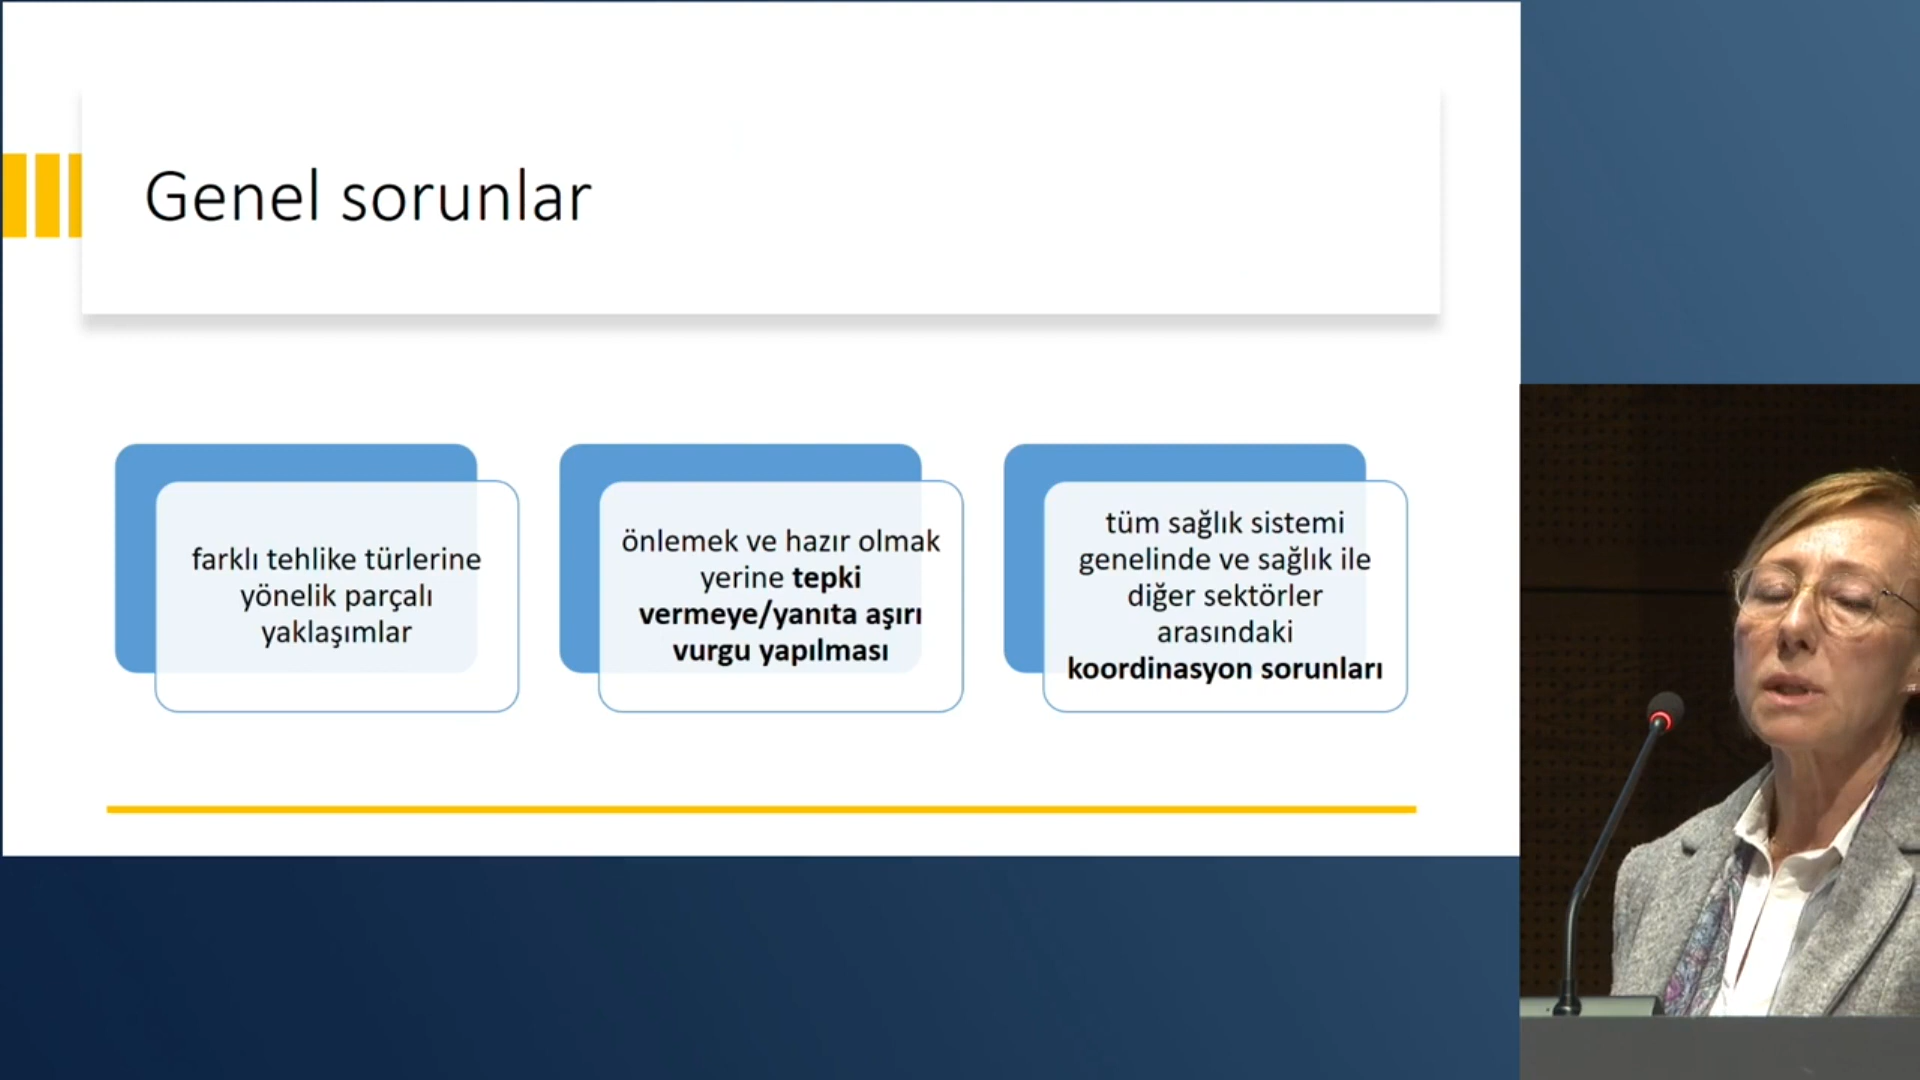 Genel sorunlar
farklı tehlike türlerine
yönelik parçalı
yaklaşımlar
önlemek ve hazır olmak
yerine tepki
vermeye/yanıta aşırı
vurgu yapılması
tüm sağlık sistemi
genelinde ve sağlık ile
diğer sektörler
arasındaki
koordinasyon sorunları